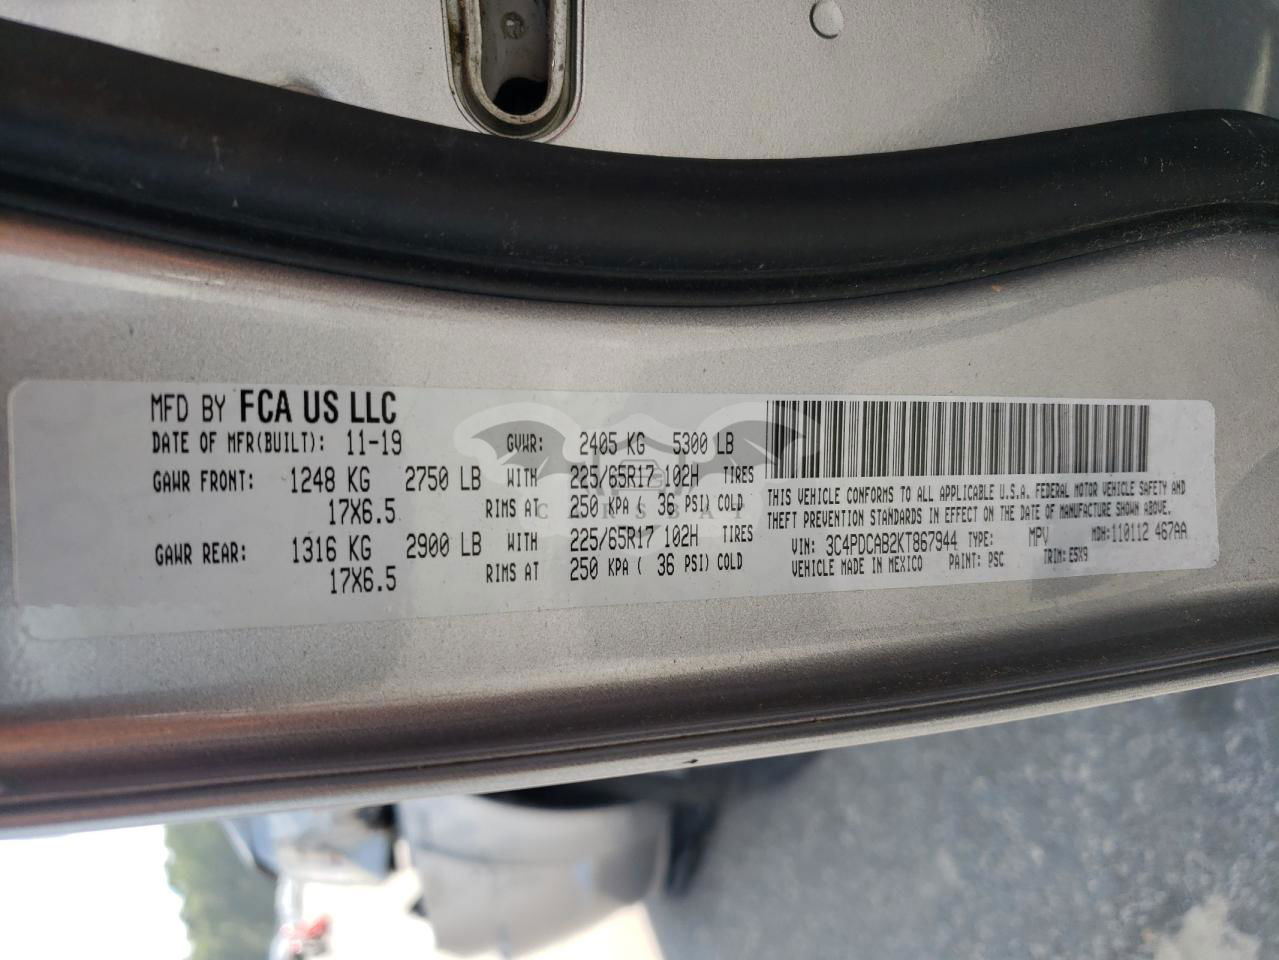 MFD BY FCA US LLC
DATE OF MFR(BUILT): 11-19 GVWR: 2405 KG 5300 LB
GAWR FRONT: 1248 KG 2750 LB WITH 225/65R17 102H TIRES
17X6.5 RIMS AT 250 KPA ( 36 PSI) COLD
GAWR REAR: 1316 KG 2900 LB WITH 225/65R17 102H TIRES
17X6.5 RIMS AT 250 KPA ( 36 PSI) COLD
CARSBAT
THIS VEHICLE CONFORMS TO ALL APPLICABLE U.S.A. FEDERAL MOTOR VEHICLE SAFETY AND
THEFT PREVENTION STANDARDS IN EFFECT ON THE DATE OF MANUFACTURE SHOWN ABOVE.
VIN: 3C4PDCAB2KT867944 TYPE: MPV MDH:110112 467AA
VEHICLE MADE IN MEXICO PAINT: PSC TRIM: E5X9